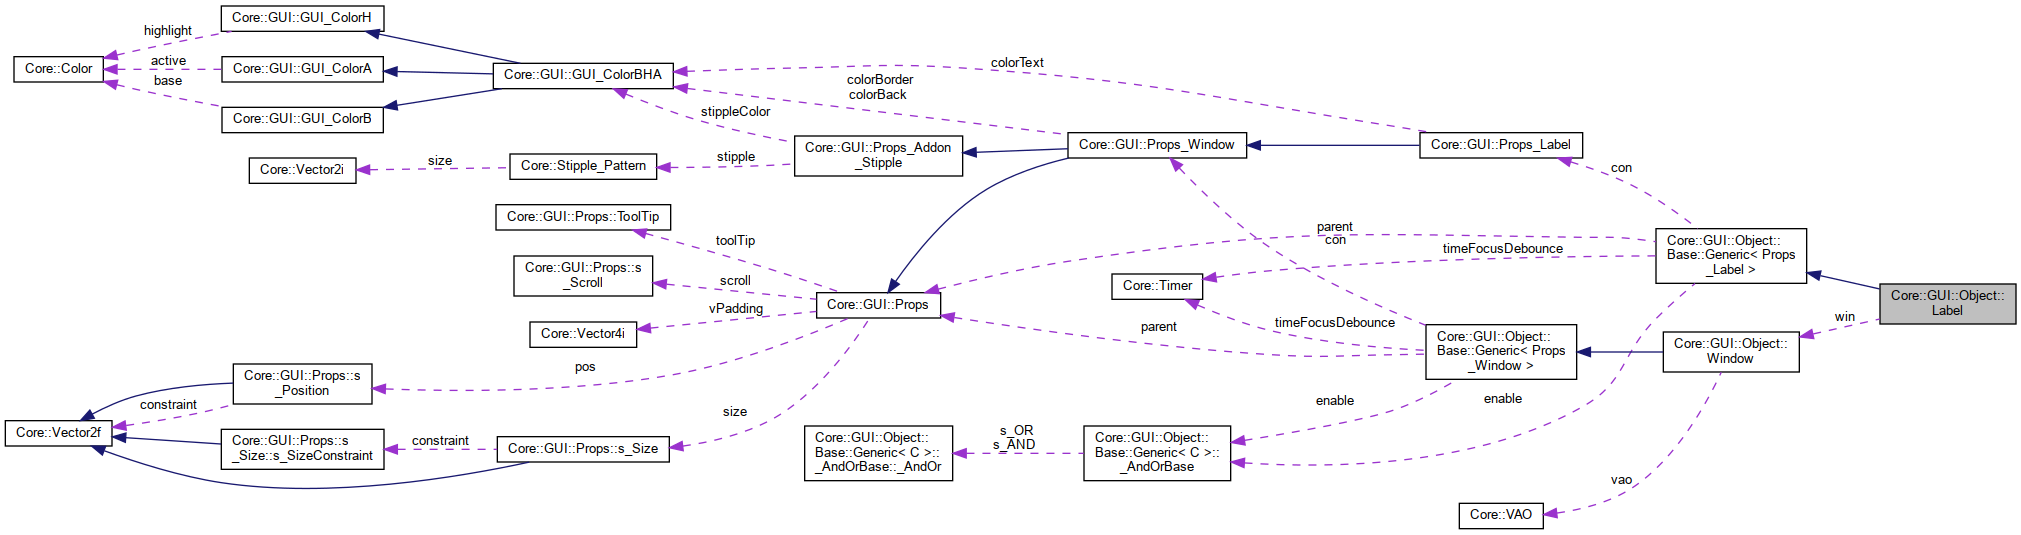 Core::GUI::GUI_ColorH
highlight
Core::Color
active
base
Core::GUI::GUI_ColorA
Core::GUI::GUI_ColorB
Core::GUI::GUI_ColorBHA
colorText
colorBorder
colorBack
stippleColor
Core::Vector2i
size
Core::Stipple_Pattern
stipple
Core::GUI::Props_Addon
_Stipple
Core::GUI::Props_Window
Core::GUI::Props_Label
con
Core::GUI::Props::ToolTip
toolTip
Core::GUI::Props::s
_Scroll
scroll
Core::Vector4i
vPadding
Core::GUI::Props
parent
con
timeFocusDebounce
Core::Timer
timeFocusDebounce
parent
Core::GUI::Object::
Base::Generic< Props
_Label >
Core::GUI::Object::
Label
win
Core::GUI::Object::
Window
Core::GUI::Object::
Base::Generic< Props
_Window >
pos
size
Core::GUI::Props::s
_Position
constraint
Core::Vector2f
Core::GUI::Props::s
_Size::s_SizeConstraint
constraint
Core::GUI::Props::s_Size
enable
enable
Core::GUI::Object::
Base::Generic< C >::
_AndOrBase::_AndOr
s_OR
s_AND
Core::GUI::Object::
Base::Generic< C >::
_AndOrBase
vao
Core::VAO